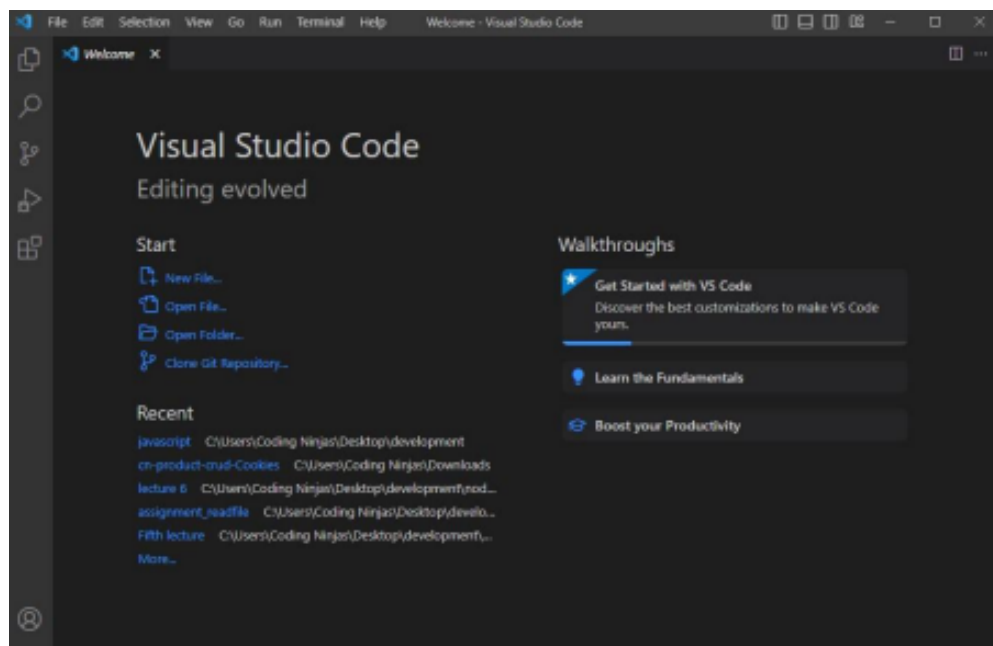 File Edit Selection View Go Run Terminal Help Welcome - Visual Studio Code
Welcome
Visual Studio Code
Editing evolved
Start
New File...
Open File...
Open Folder...
Clone Git Repository...
Recent
javascript C:\Users\Coding Ninjas\Desktop\development
cn-product-crud-Cookies C:\Users\Coding Ninjas\Downloads
lecture 6 C:\Users\Coding Ninjas\Desktop\development\nod...
assignment_readfile C:\Users\Coding Ninjas\Desktop\develo...
Fifth lecture C:\Users\Coding Ninjas\Desktop\development\,...
More...
Walkthroughs
Get Started with VS Code
Discover the best customizations to make VS Code
yours.
Learn the Fundamentals
Boost your Productivity